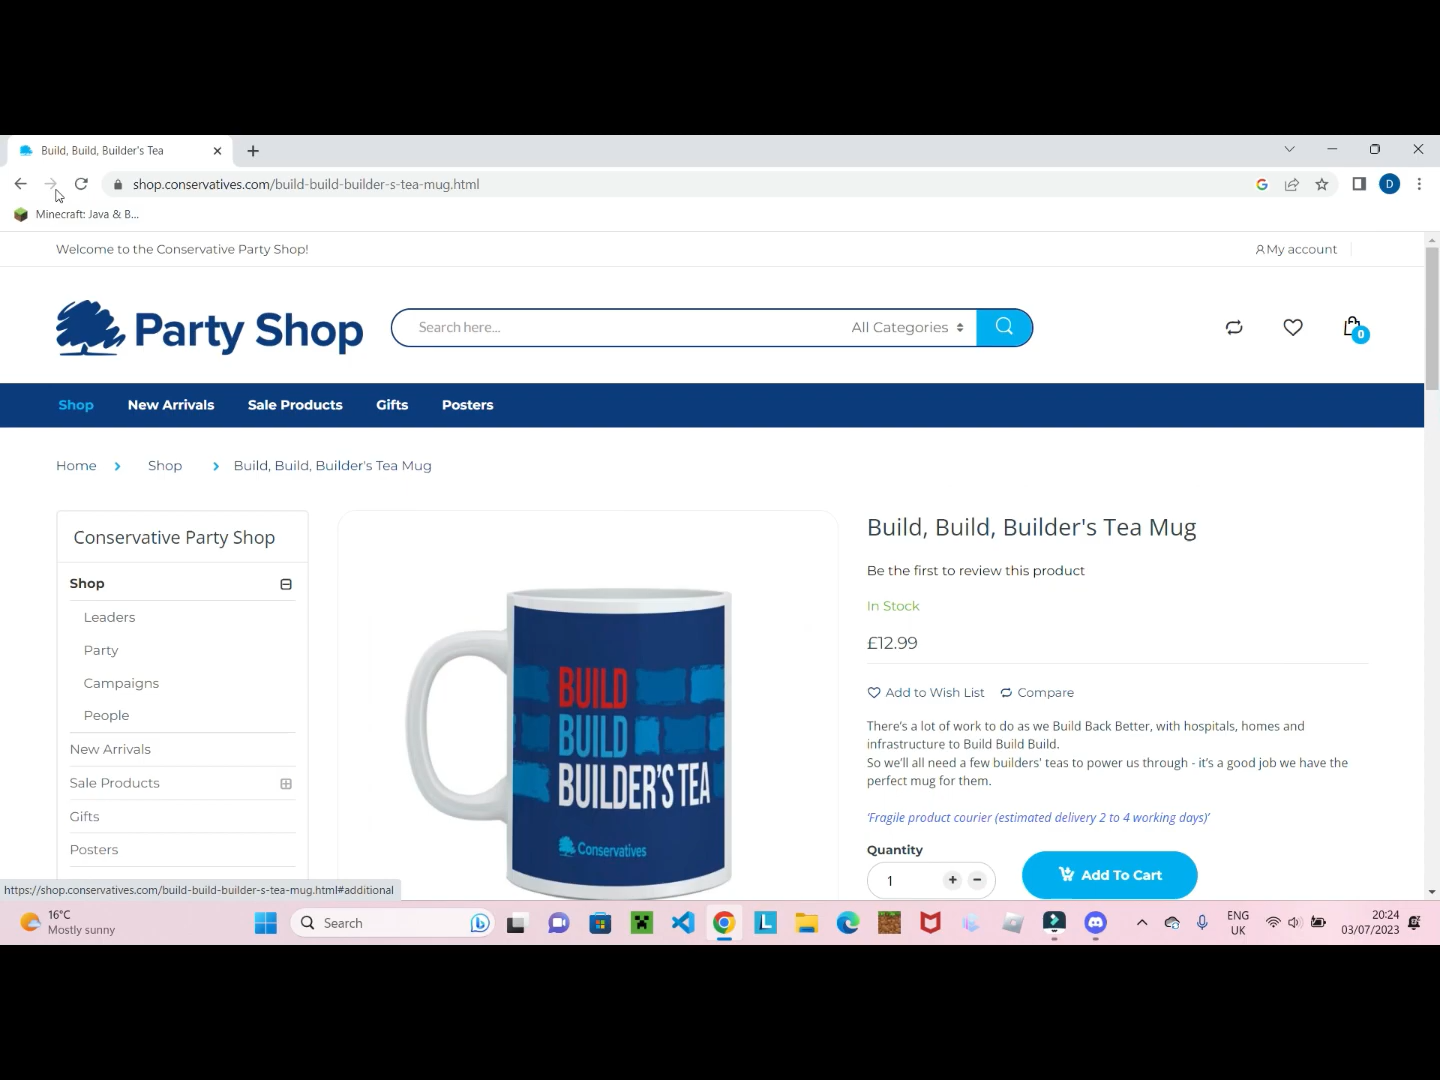 Build, Build, Builder's Tea
shop.conservatives.com/build-build-builder-s-tea-mug.html
D
Minecraft: Java & B...
Welcome to the Conservative Party Shop!
My account
Party Shop
Search here...
All Categories
0
Shop
New Arrivals
Sale Products
Gifts
Posters
Home
Shop
Build, Build, Builder's Tea Mug
Conservative Party Shop
Shop
Leaders
Party
Campaigns
People
New Arrivals
Sale Products
Gifts
Posters
BUILD
BUILD
BUILDER'S TEA
Conservatives
Build, Build, Builder's Tea Mug
Be the first to review this product
In Stock
£12.99
Add to Wish List
Compare
There's a lot of work to do as we Build Back Better, with hospitals, homes and
infrastructure to Build Build Build.
So we'll all need a few builders' teas to power us through - it's a good job we have the
perfect mug for them.
'Fragile product courier (estimated delivery 2 to 4 working days)'
Quantity
1
Add To Cart
https://shop.conservatives.com/build-build-builder-s-tea-mug.html#additional
16°C
Mostly sunny
Search
L
ENG
UK
20:24
03/07/2023